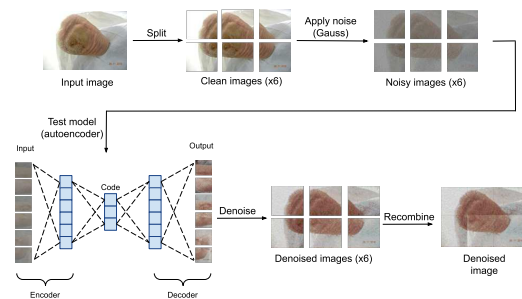 Split
Apply noise
(Gauss)
Input image
Clean images (x6)
Noisy images (x6)
Test model
(autoencoder)
Input
Code
Output
Denoise
Recombine
Denoised images (x6)
Denoised
image
Encoder
Decoder